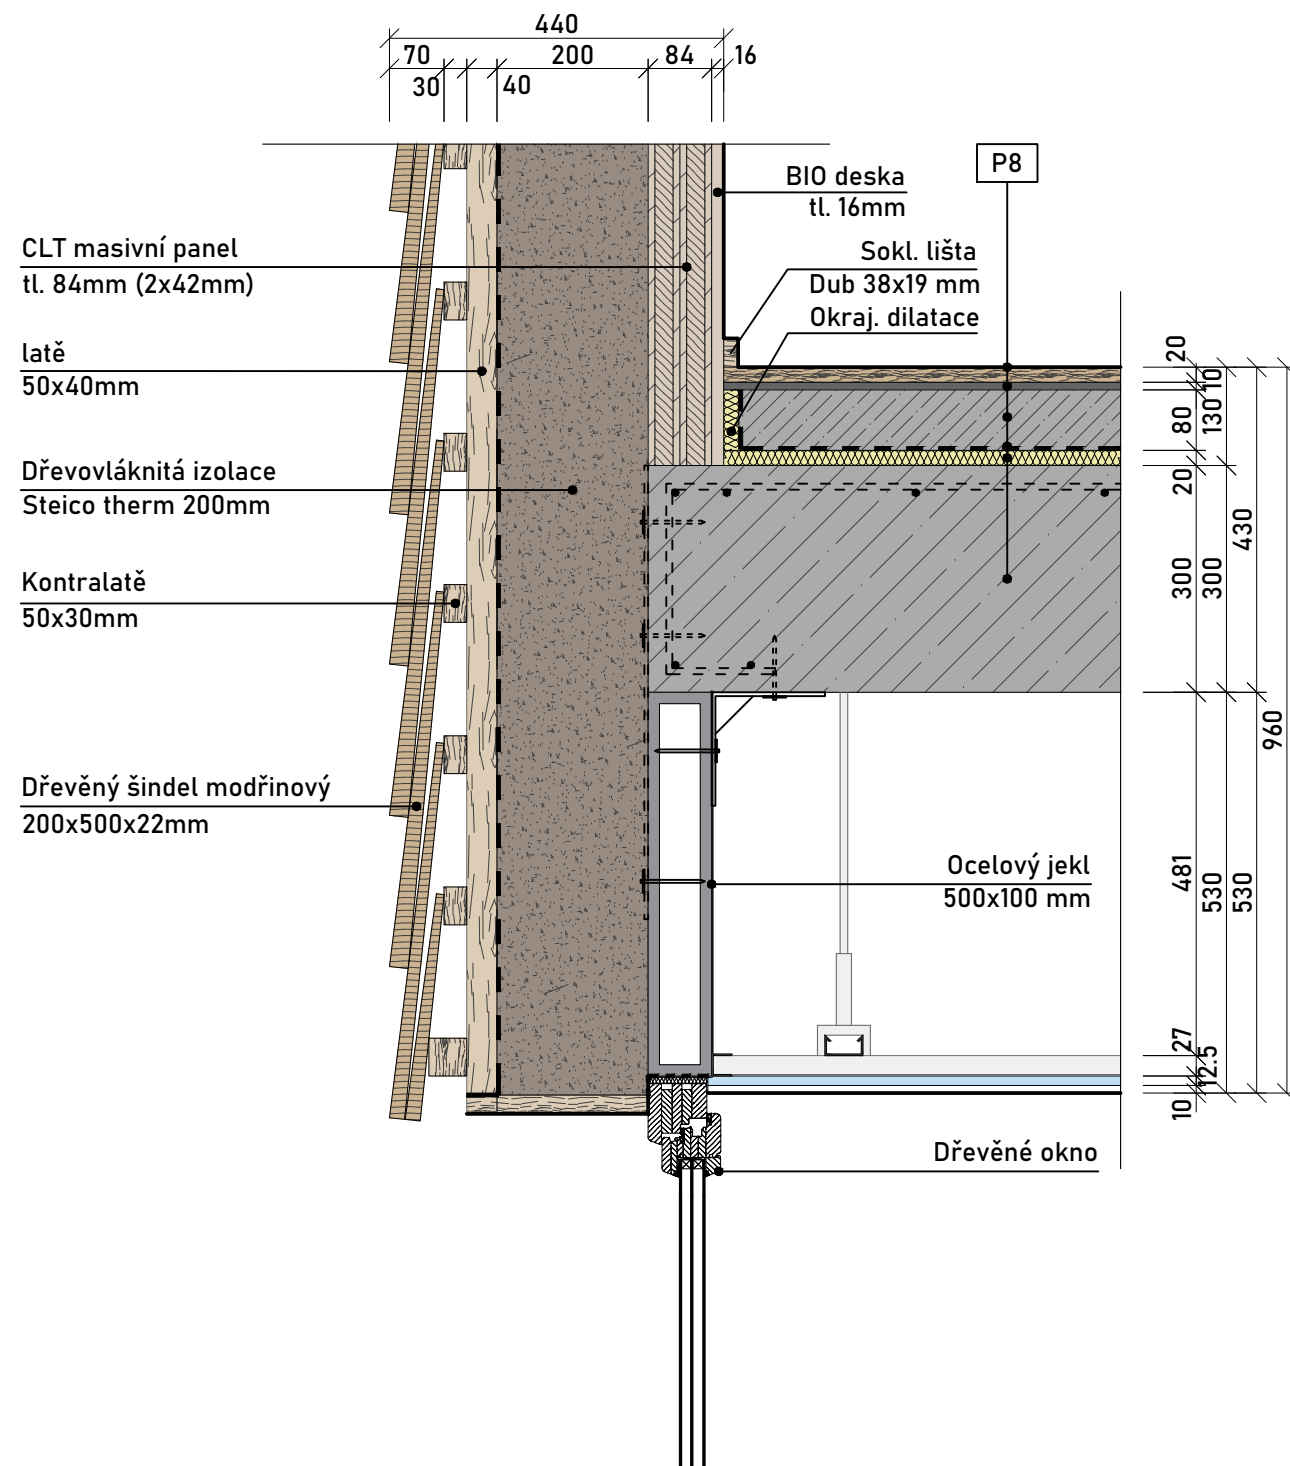 440
70
200
84
16
30
40
P8
BIO deska
tl. 16mm
CLT masivní panel
tl. 84mm (2x42mm)
Sokl. lišta
Dub 38x19 mm
Okraj. dilatace
latě
50x40mm
Dřevovláknitá izolace
Steico therm 200mm
Kontralatě
50x30mm
Dřevěný šindel modřinový
200x500x22mm
Ocelový jekl
500x100 mm
Dřevěné okno
20
10
80
130
20
430
300
300
960
481
530
530
27
12.5
10